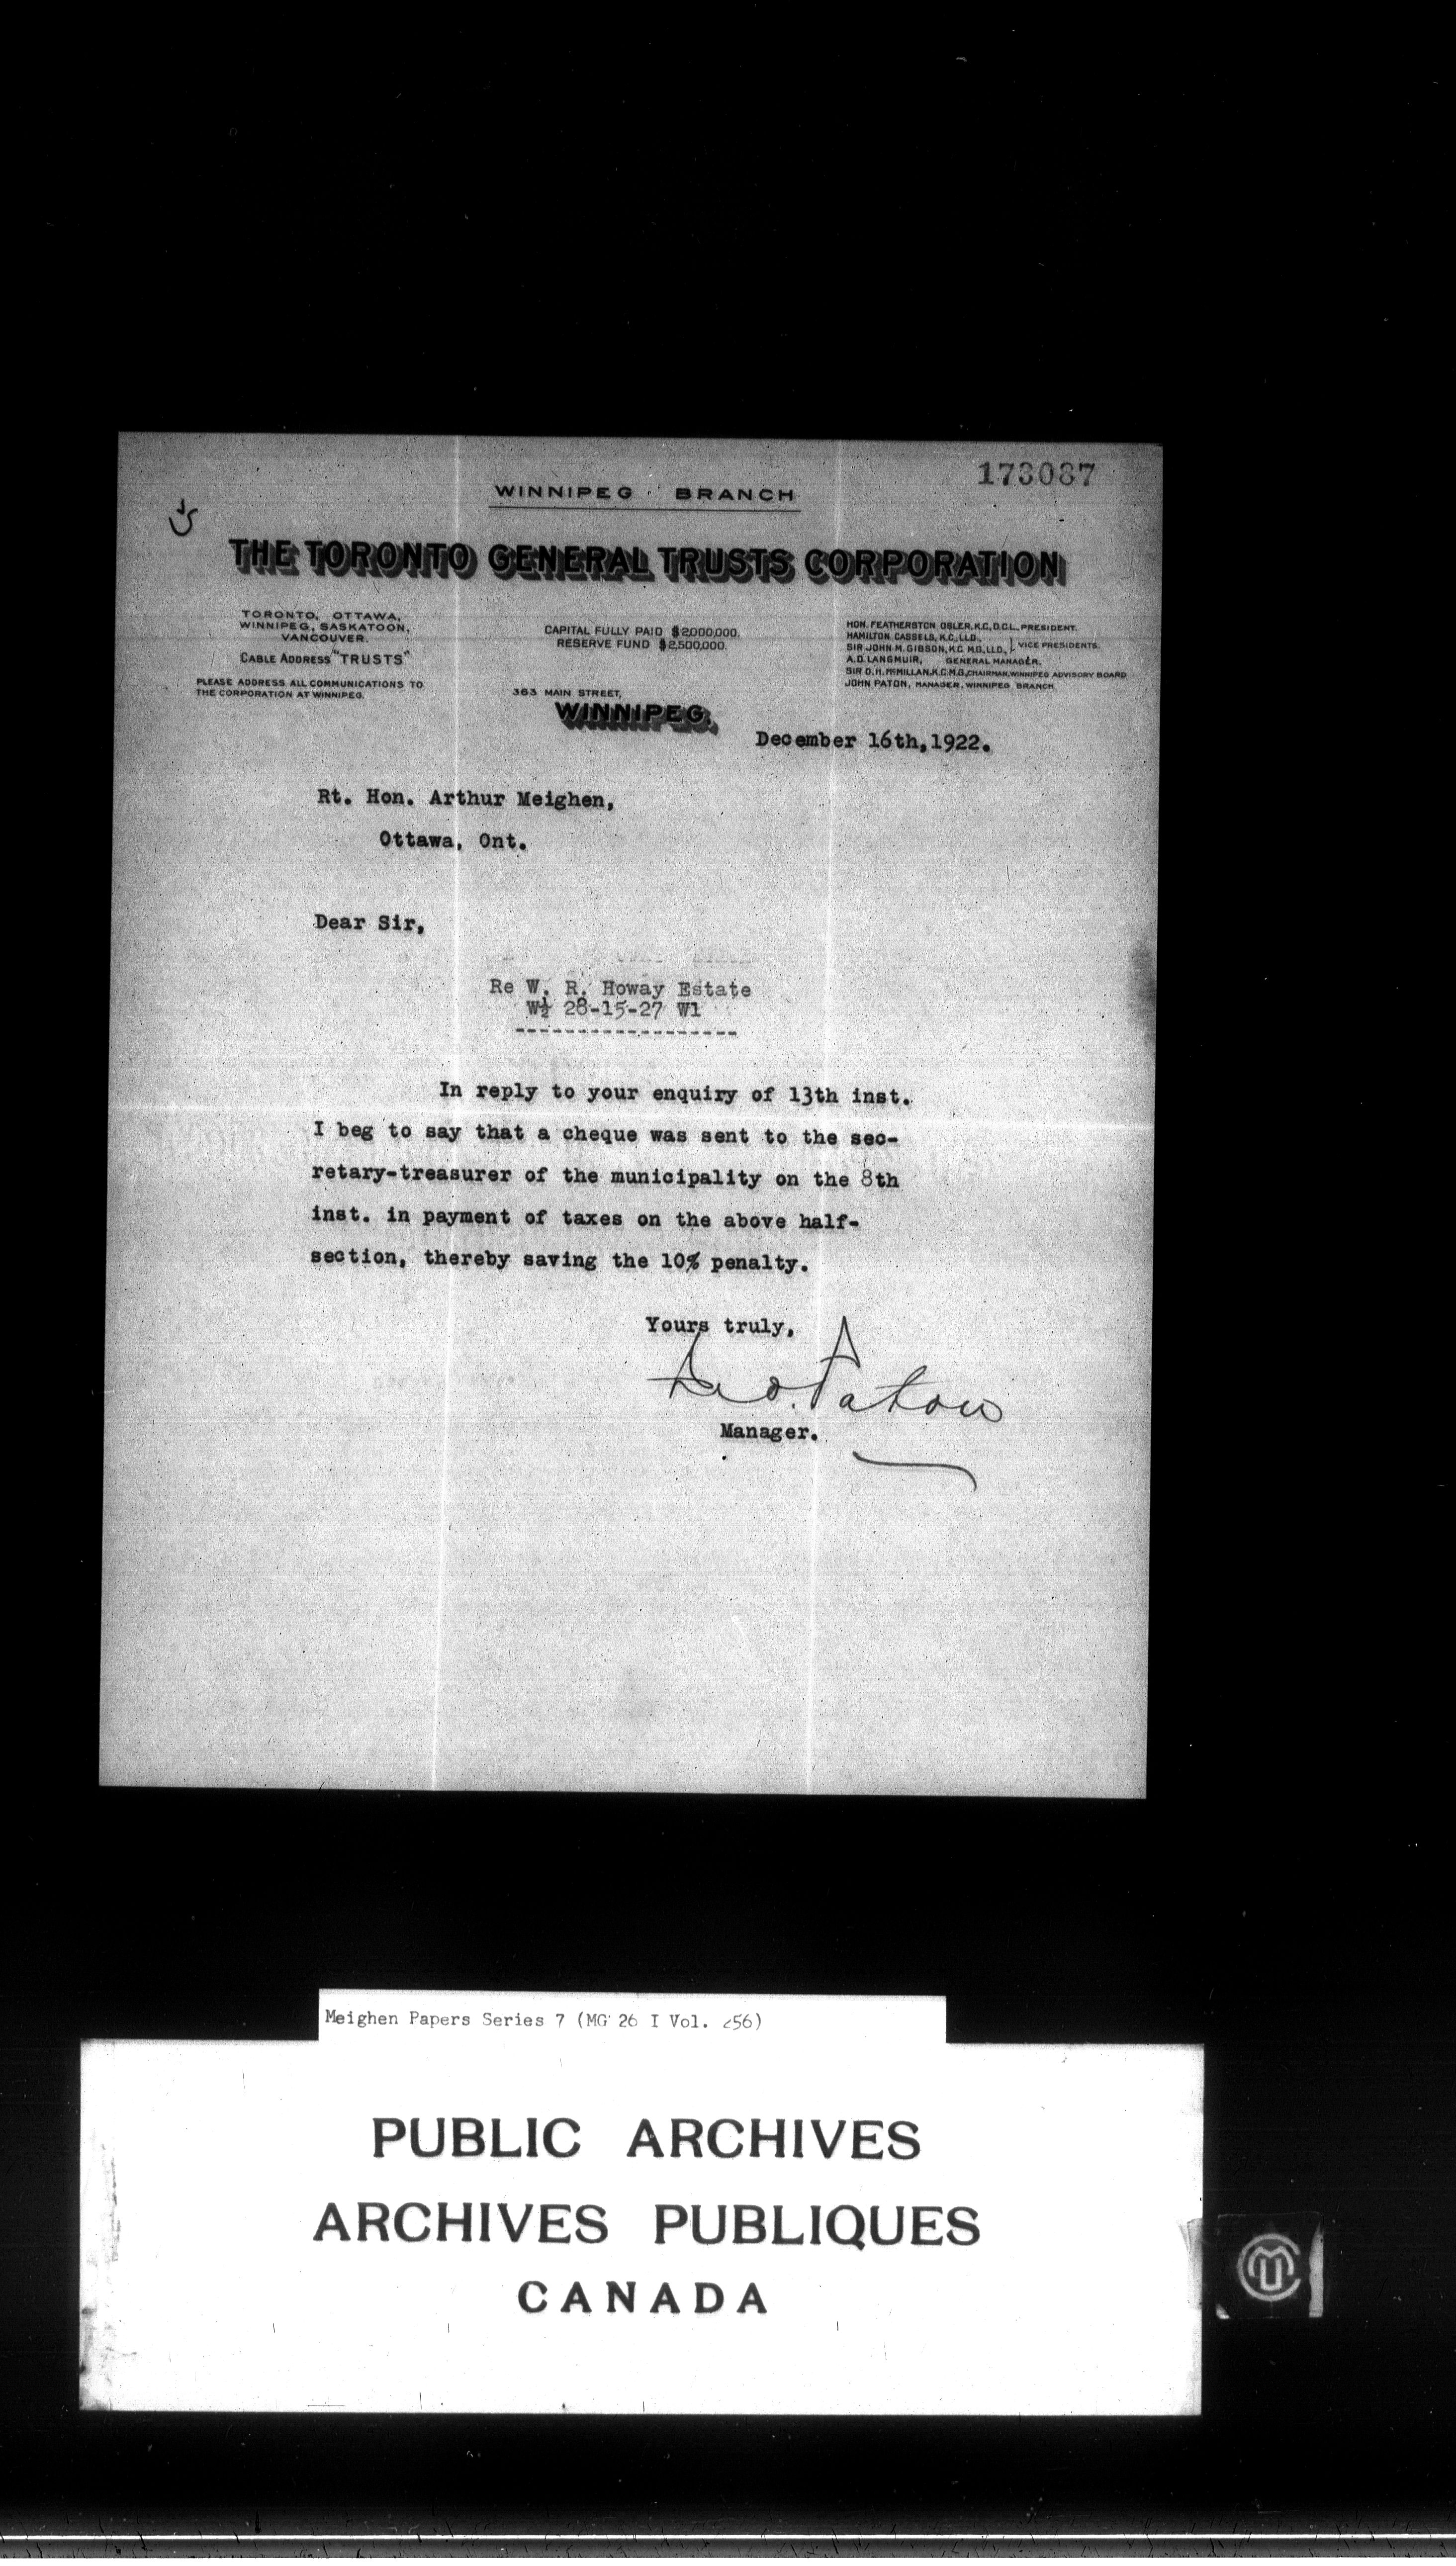 173087
WINNIPEG BRANCH
THE TORONTO GENERAL TRUSTS CORPORATION
TORONTO, OTTAWA,
WINNIPEG, SASKATOON,
VANCOUVER.
CABLE ADDRESS "TRUSTS"
PLEASE ADDRESS ALL COMMUNICATIONS TO
THE CORPORATION AT WINNIPEG.
CAPITAL FULLY PAID $2,000,000.
RESERVE FUND $2,500,000.
363 MAIN STREET,
WINNIPEG,
HON. FEATHERSTON OSLER, K.C., D.C.L., PRESIDENT.
HAMILTON CASSELS, K.C., LL.D.,
SIR JOHN M. GIBSON, K.C. M.G., LL.D., VICE PRESIDENTS.
A.D. LANGMUIR, GENERAL MANAGER.
SIR D.H. McMILLAN, K.C.M.G., CHAIRMAN, WINNIPEG ADVISORY BOARD
JOHN PATON, MANAGER, WINNIPEG BRANCH
December 16th, 1922.
Rt. Hon. Arthur Meighen,
Ottawa, Ont.
Dear Sir,
Re W. R. Howay Estate
W½ 28-15-27 W1
------------------
In reply to your enquiry of 13th inst.
I beg to say that a cheque was sent to the sec-
retary-treasurer of the municipality on the 8th
inst. in payment of taxes on the above half-
section, thereby saving the 10% penalty.
Yours truly,
Paton
Manager.
Meighen Papers Series 7 (MG 26 I Vol. 256)
PUBLIC ARCHIVES
ARCHIVES PUBLIQUES
CANADA